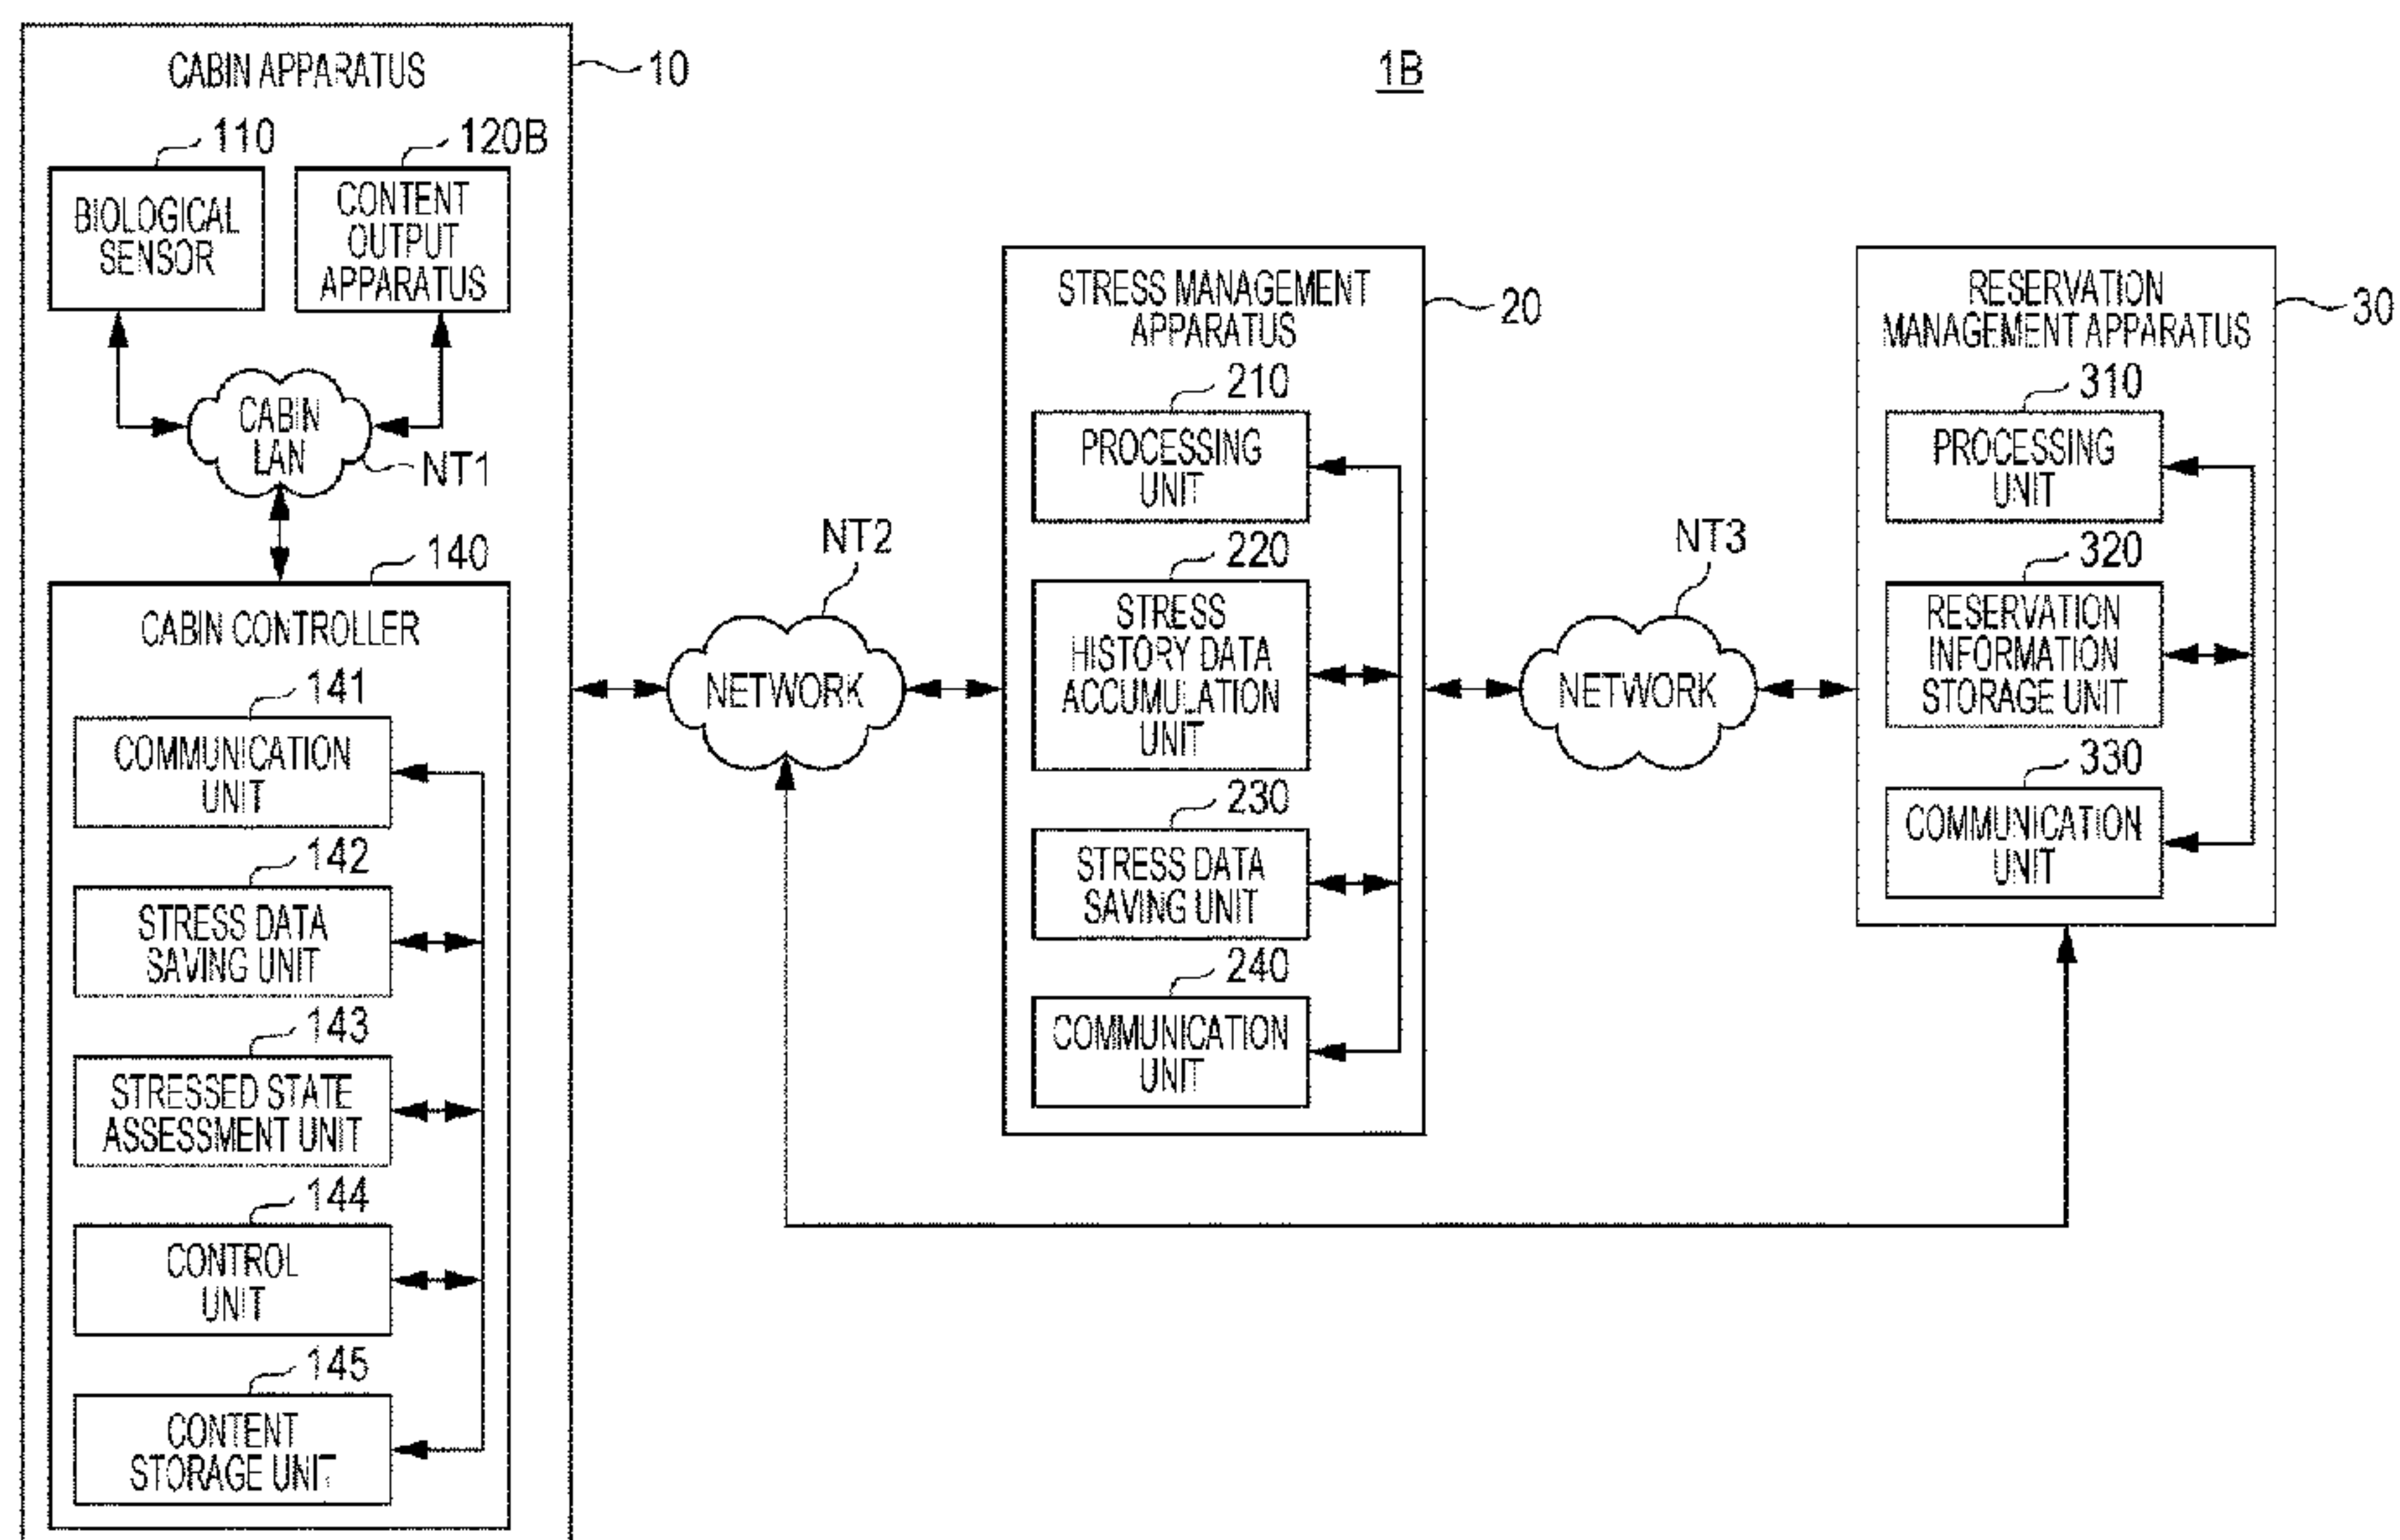 1B
CABIN APPARATUS
10
110
BIOLOGICAL
SENSOR
120B
CONTENT
OUTPUT
APPARATUS
CABIN
LAN
NT1
140
CABIN CONTROLLER
141
COMMUNICATION
UNIT
142
STRESS DATA
SAVING UNIT
143
STRESSED STATE
ASSESSMENT UNIT
144
CONTROL
UNIT
145
CONTENT
STORAGE UNIT
NT2
NETWORK
STRESS MANAGEMENT
APPARATUS
20
210
PROCESSING
UNIT
220
STRESS
HISTORY DATA
ACCUMULATION
UNIT
230
STRESS DATA
SAVING UNIT
240
COMMUNICATION
UNIT
NT3
NETWORK
RESERVATION
MANAGEMENT APPARATUS
30
310
PROCESSING
UNIT
320
RESERVATION
INFORMATION
STORAGE UNIT
330
COMMUNICATION
UNIT